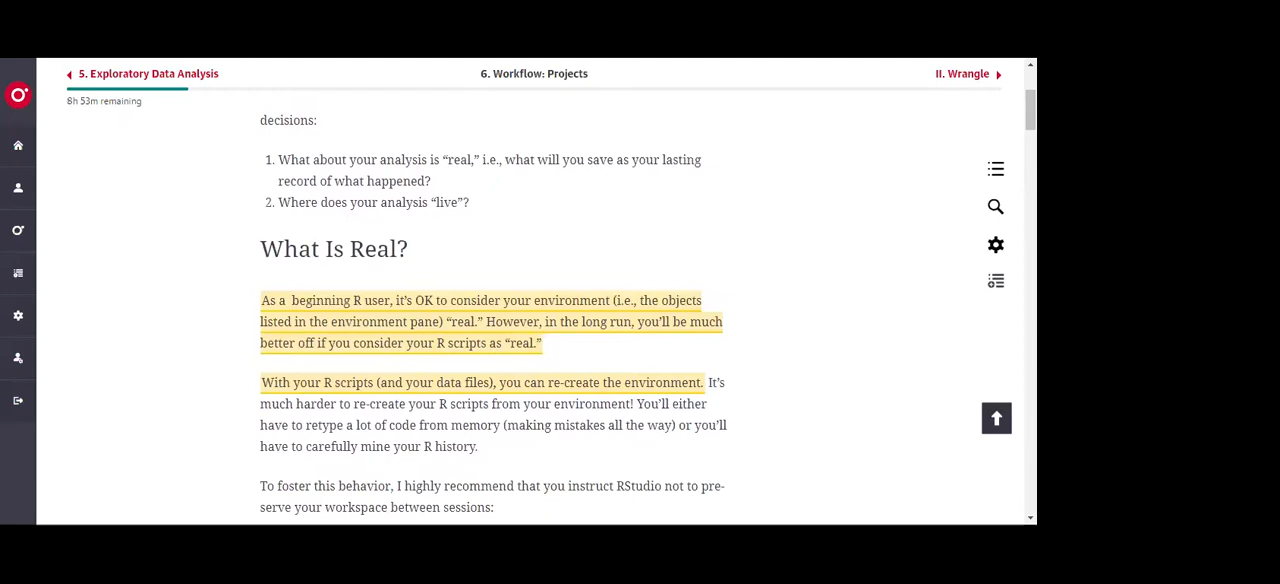 5. Exploratory Data Analysis
6. Workflow: Projects
II. Wrangle
8h 53m remaining
decisions:
1. What about your analysis is “real,” i.e., what will you save as your lasting
record of what happened?
2. Where does your analysis “live”?
What Is Real?
As a beginning R user, it’s OK to consider your environment (i.e., the objects
listed in the environment pane) “real.” However, in the long run, you’ll be much
better off if you consider your R scripts as “real.”
With your R scripts (and your data files), you can re-create the environment. It’s
much harder to re-create your R scripts from your environment! You’ll either
have to retype a lot of code from memory (making mistakes all the way) or you’ll
have to carefully mine your R history.
To foster this behavior, I highly recommend that you instruct RStudio not to pre-
serve your workspace between sessions: